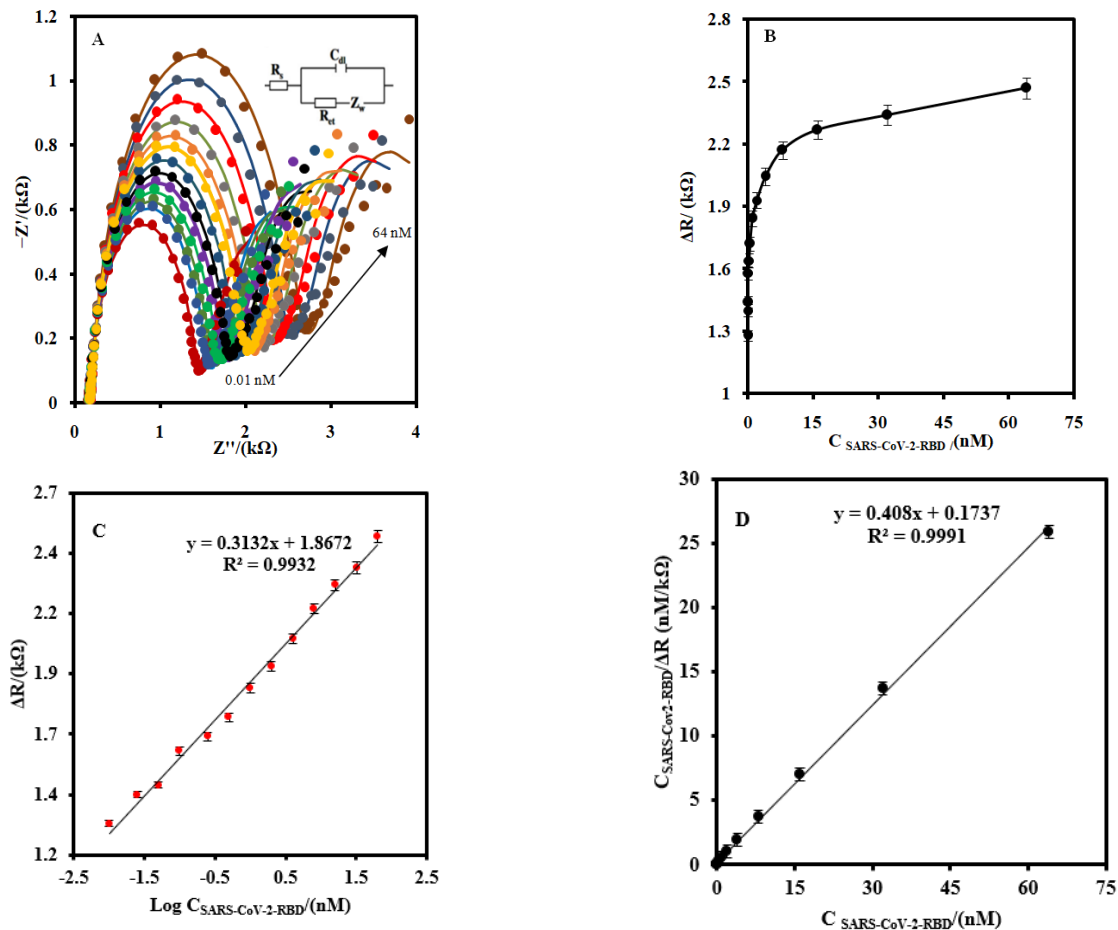 A
−Z'/(kΩ)
1.2
1
0.8
0.6
0.4
0.2
0
R_s
C_dl
R_ct
Z_w
64 nM
0.01 nM
0 1 2 3 4
Z''/(kΩ)
B
ΔR/ (kΩ)
2.8
2.5
2.2
1.9
1.6
1.3
1
0 15 30 45 60 75
C SARS-CoV-2-RBD /(nM)
C
y = 0.3132x + 1.8672
R² = 0.9932
ΔR/(kΩ)
2.7
2.4
2.2
1.9
1.7
1.4
1.2
-2.5 -1.5 -0.5 0.5 1.5 2.5
Log C SARS-CoV-2-RBD/(nM)
D
y = 0.408x + 0.1737
R² = 0.9991
C SARS-Cov2-RBD/ΔR (nM/kΩ)
30
25
20
15
10
5
0
0 15 30 45 60 75
C SARS-CoV-2-RBD/(nM)